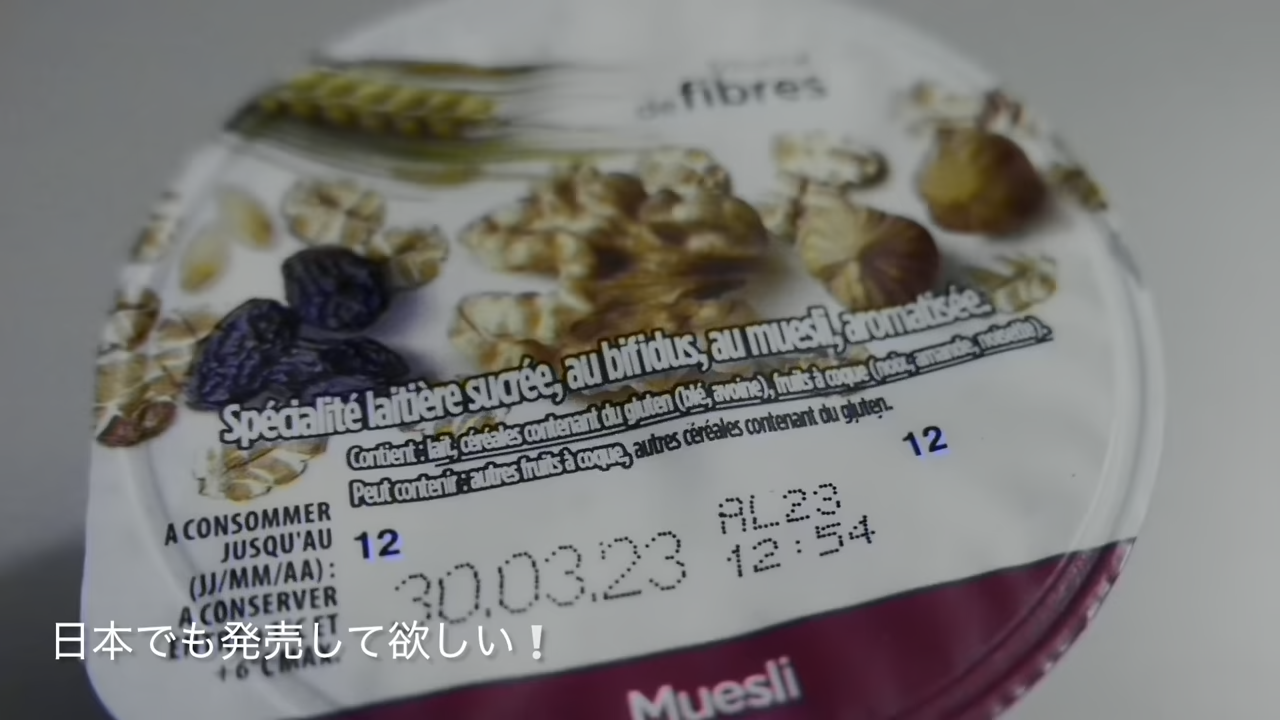 de fibres
Spécialité laitière sucrée, au bifidus, au muesli, aromatisée.
Contient : lait, céréales contenant du gluten (blé, avoine), fruits à coque (noix, amande, noisette).
Peut contenir : autres fruits à coque, autres céréales contenant du gluten.
12
A CONSOMMER
JUSQU'AU
(JJ/MM/AA) :
A CONSERVER
ET
+6°C MAX.
12
30.03.23
AL23
12:54
日本でも発売して欲しい！
Muesli